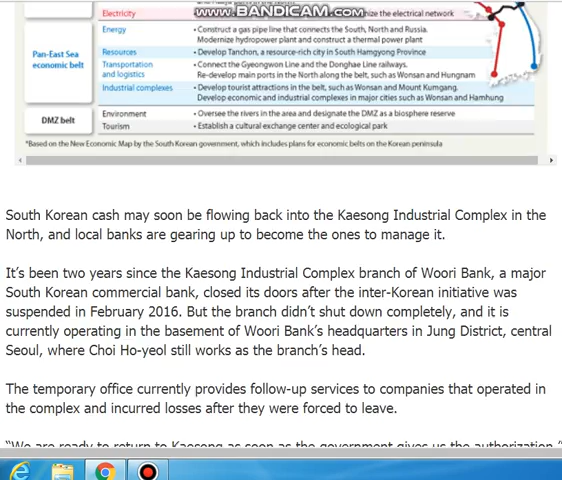 www.BANDICAM.com
Electricity
nize the electrical network
Energy
• Construct a gas pipe line that connects the South, North and Russia.
Modernize hydropower plant and construct a thermal power plant
Pan-East Sea
economic belt
Resources
• Develop Tanchon, a resource-rich city in South Hamgyong Province
Transportation
and logistics
• Connect the Gyeongwon Line and the Donghae Line railways.
Re-develop main ports in the North along the belt, such as Wonsan and Hungnam
Industrial complexes
• Develop tourist attractions in the belt, such as Wonsan and Mount Kumgang.
Develop economic and industrial complexes in major cities such as Wonsan and Hamhung
DMZ belt
Environment
• Oversee the rivers in the area and designate the DMZ as a biosphere reserve
Tourism
• Establish a cultural exchange center and ecological park
*Based on the New Economic Map by the South Korean government, which includes plans for economic belts on the Korean peninsula
South Korean cash may soon be flowing back into the Kaesong Industrial Complex in the
North, and local banks are gearing up to become the ones to manage it.
It’s been two years since the Kaesong Industrial Complex branch of Woori Bank, a major
South Korean commercial bank, closed its doors after the inter-Korean initiative was
suspended in February 2016. But the branch didn’t shut down completely, and it is
currently operating in the basement of Woori Bank’s headquarters in Jung District, central
Seoul, where Choi Ho-yeol still works as the branch’s head.
The temporary office currently provides follow-up services to companies that operated in
the complex and incurred losses after they were forced to leave.
“We are ready to return to Kaesong as soon as the government gives us the authorization,”